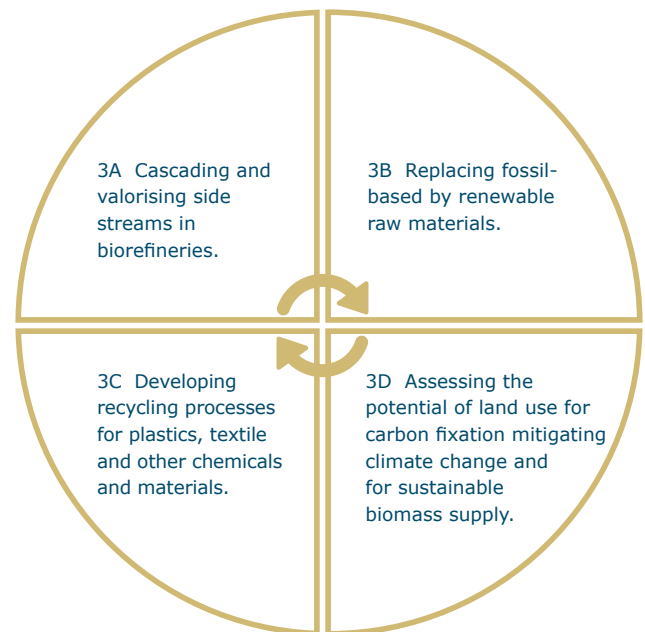 3A Cascading and
valorising side
streams in
biorefineries.
3B Replacing fossil-
based by renewable
raw materials.
3C Developing
recycling processes
for plastics, textile
and other chemicals
and materials.
3D Assessing the
potential of land use for
carbon fixation mitigating
climate change and
for sustainable
biomass supply.